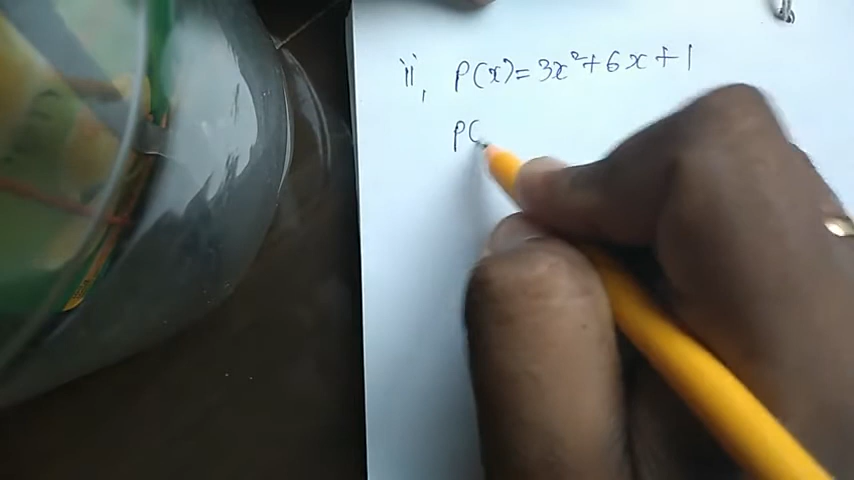 ii, P(x)= 3x²+6x+1
P(